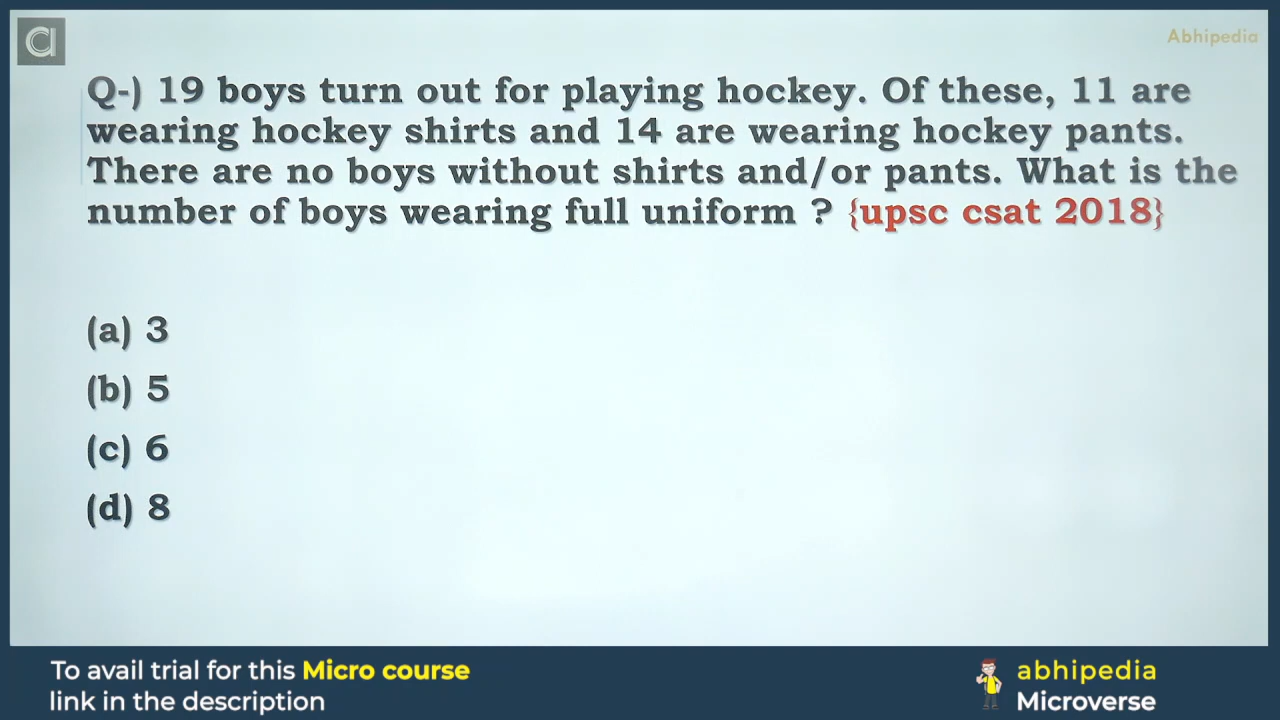 Abhipedia
Q-) 19 boys turn out for playing hockey. Of these, 11 are
wearing hockey shirts and 14 are wearing hockey pants.
There are no boys without shirts and/or pants. What is the
number of boys wearing full uniform ? {upsc csat 2018}
(a) 3
(b) 5
(c) 6
(d) 8
To avail trial for this Micro course
link in the description
abhipedia
Microverse